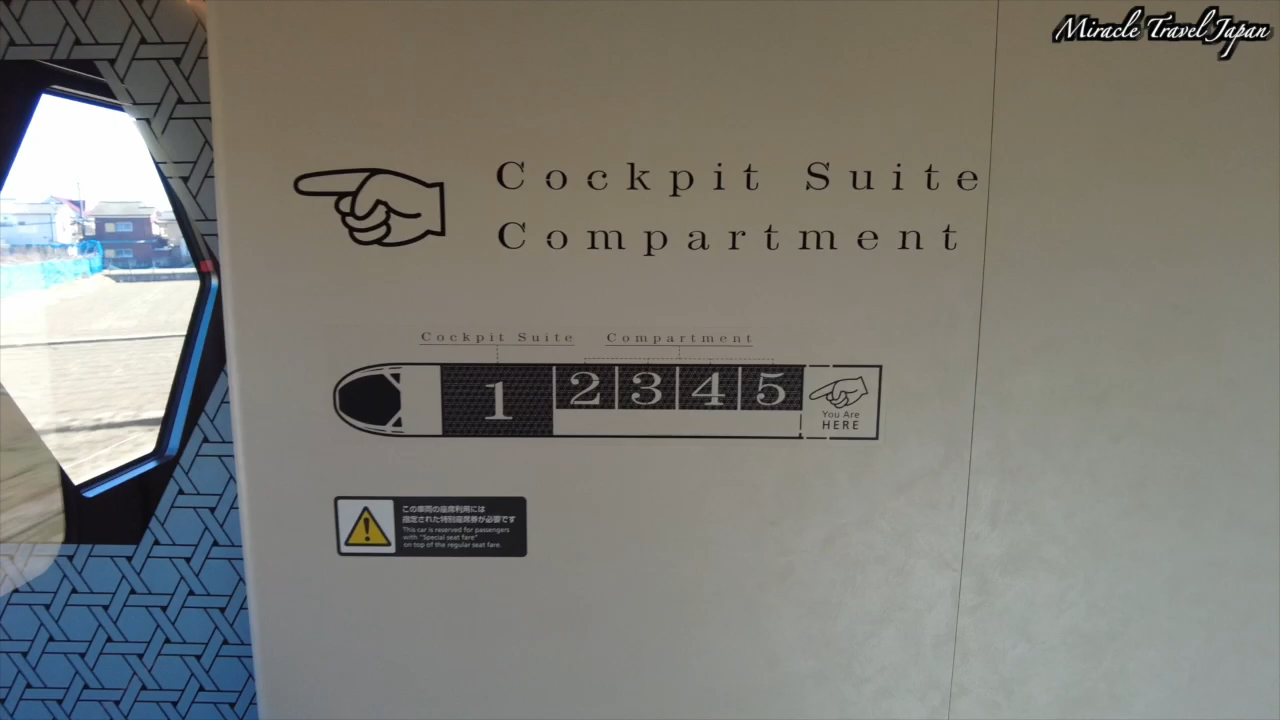 Miracle Travel Japan
Cockpit Suite
Compartment
Cockpit Suite
Compartment
1
2
3
4
5
You Are
HERE
この車両の座席利用には
指定された特別座席券が必要です
This car is reserved for passengers
with "Special seat fare"
on top of the regular seat fare.